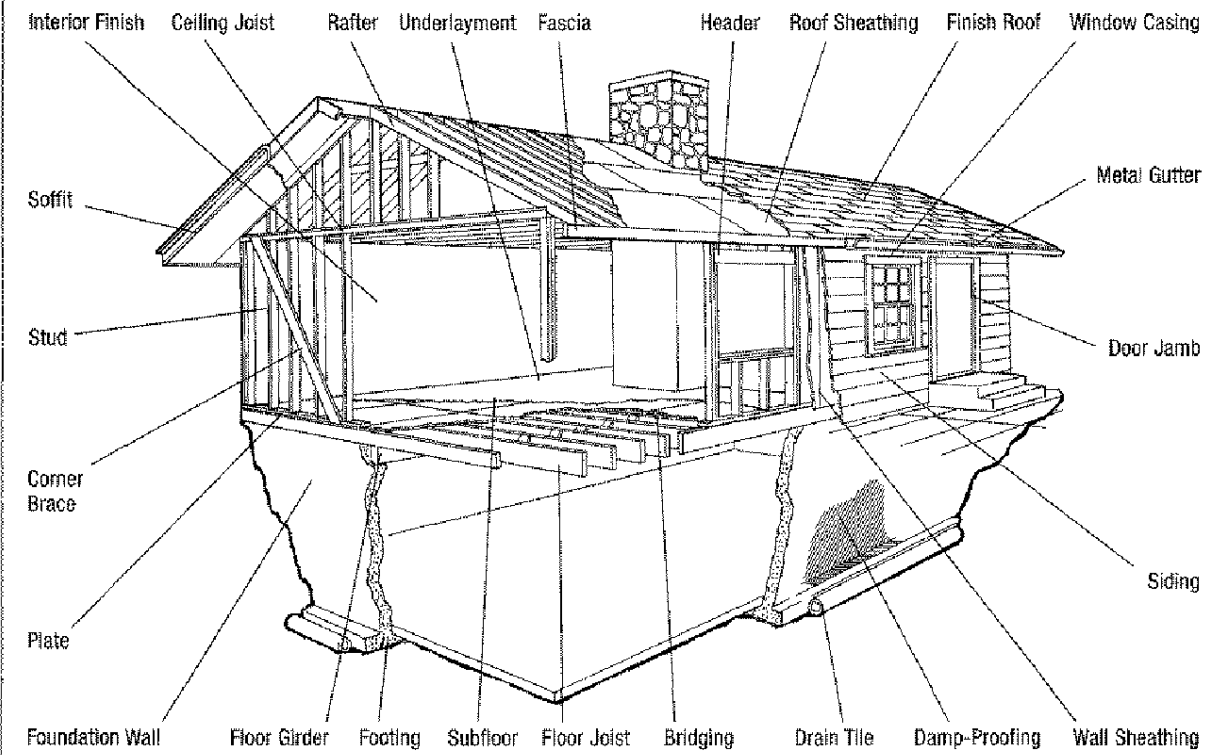 Interior Finish Ceiling Joist Rafter Underlayment Fascia Header Roof Sheathing Finish Roof Window Casing
Metal Gutter
Soffit
Stud
Door Jamb
Corner
Brace
Siding
Plate
Foundation Wall Floor Girder Footing Subfloor Floor Joist Bridging Drain Tile Damp-Proofing Wall Sheathing